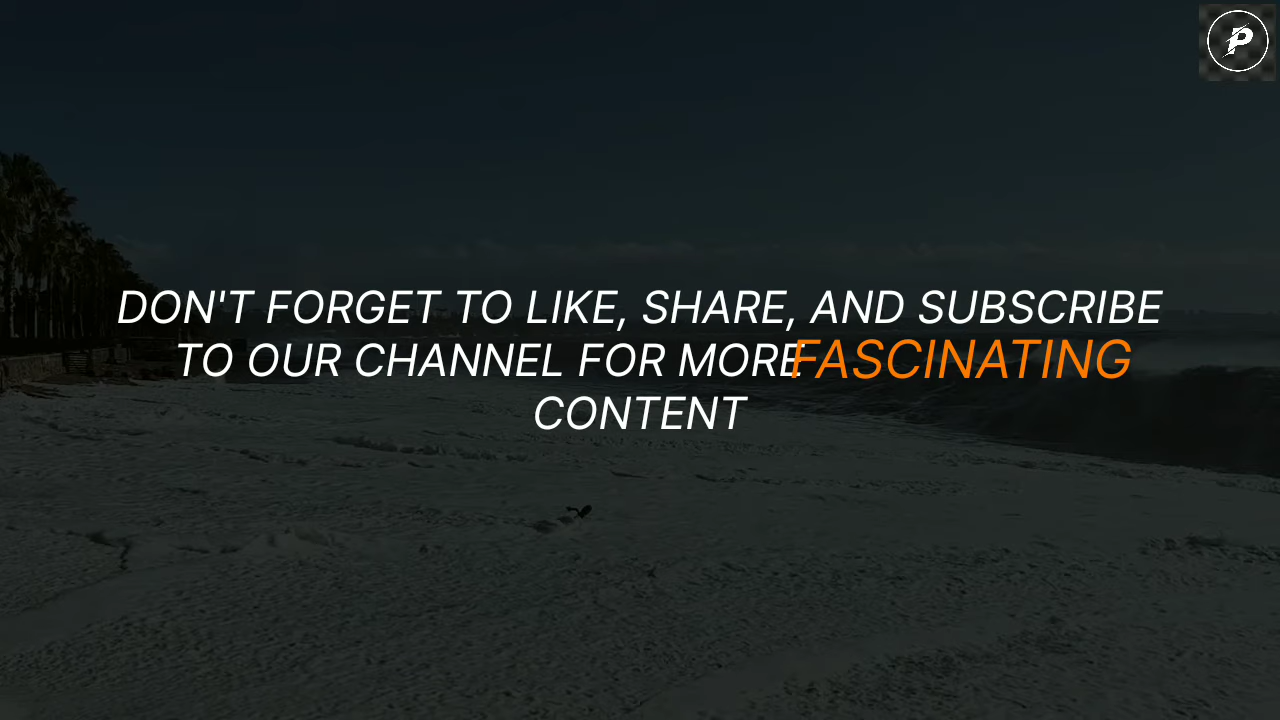 DON'T FORGET TO LIKE, SHARE, AND SUBSCRIBE
TO OUR CHANNEL FOR MORE FASCINATING
CONTENT
P